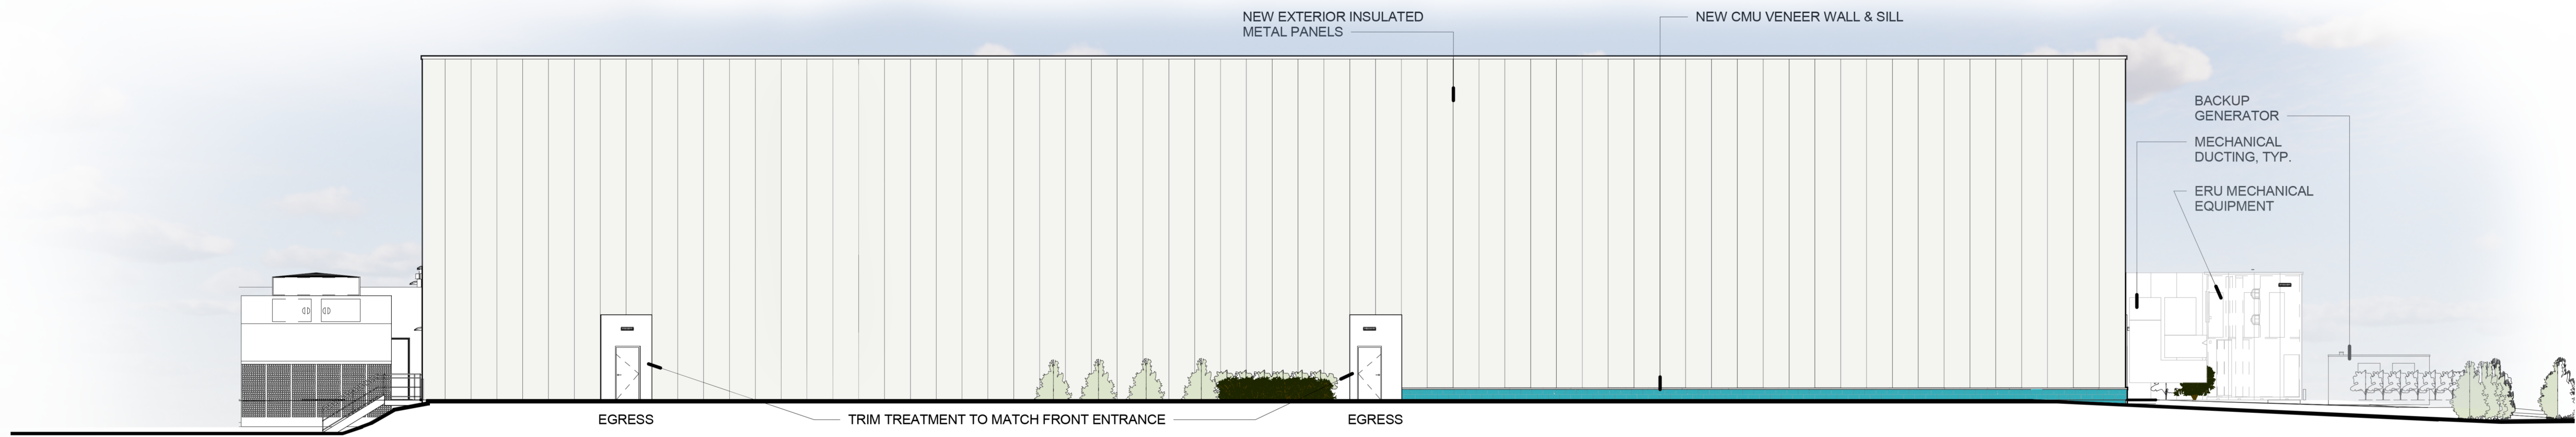 NEW EXTERIOR INSULATED
METAL PANELS
NEW CMU VENEER WALL & SILL
BACKUP
GENERATOR
MECHANICAL
DUCTING, TYP.
ERU MECHANICAL
EQUIPMENT
EGRESS
TRIM TREATMENT TO MATCH FRONT ENTRANCE
EGRESS